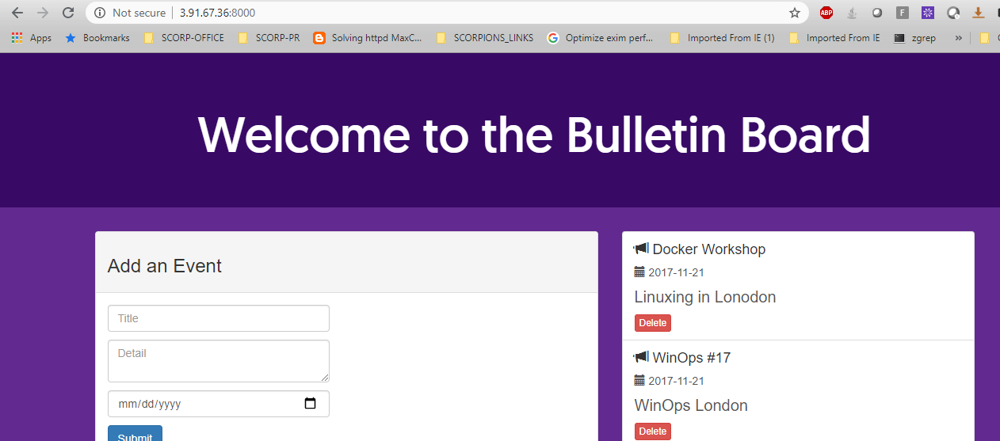 Not secure 3.91.67.36:8000 ABP F
Apps Bookmarks SCORP-OFFICE SCORP-PR Solving httpd MaxC... SCORPIONS_LINKS Optimize exim perf... Imported From IE (1) Imported From IE zgrep »
Welcome to the Bulletin Board
Add an Event
Title
Detail
mm/dd/yyyy
Submit
Docker Workshop
2017-11-21
Linuxing in Lonodon
Delete
WinOps #17
2017-11-21
WinOps London
Delete